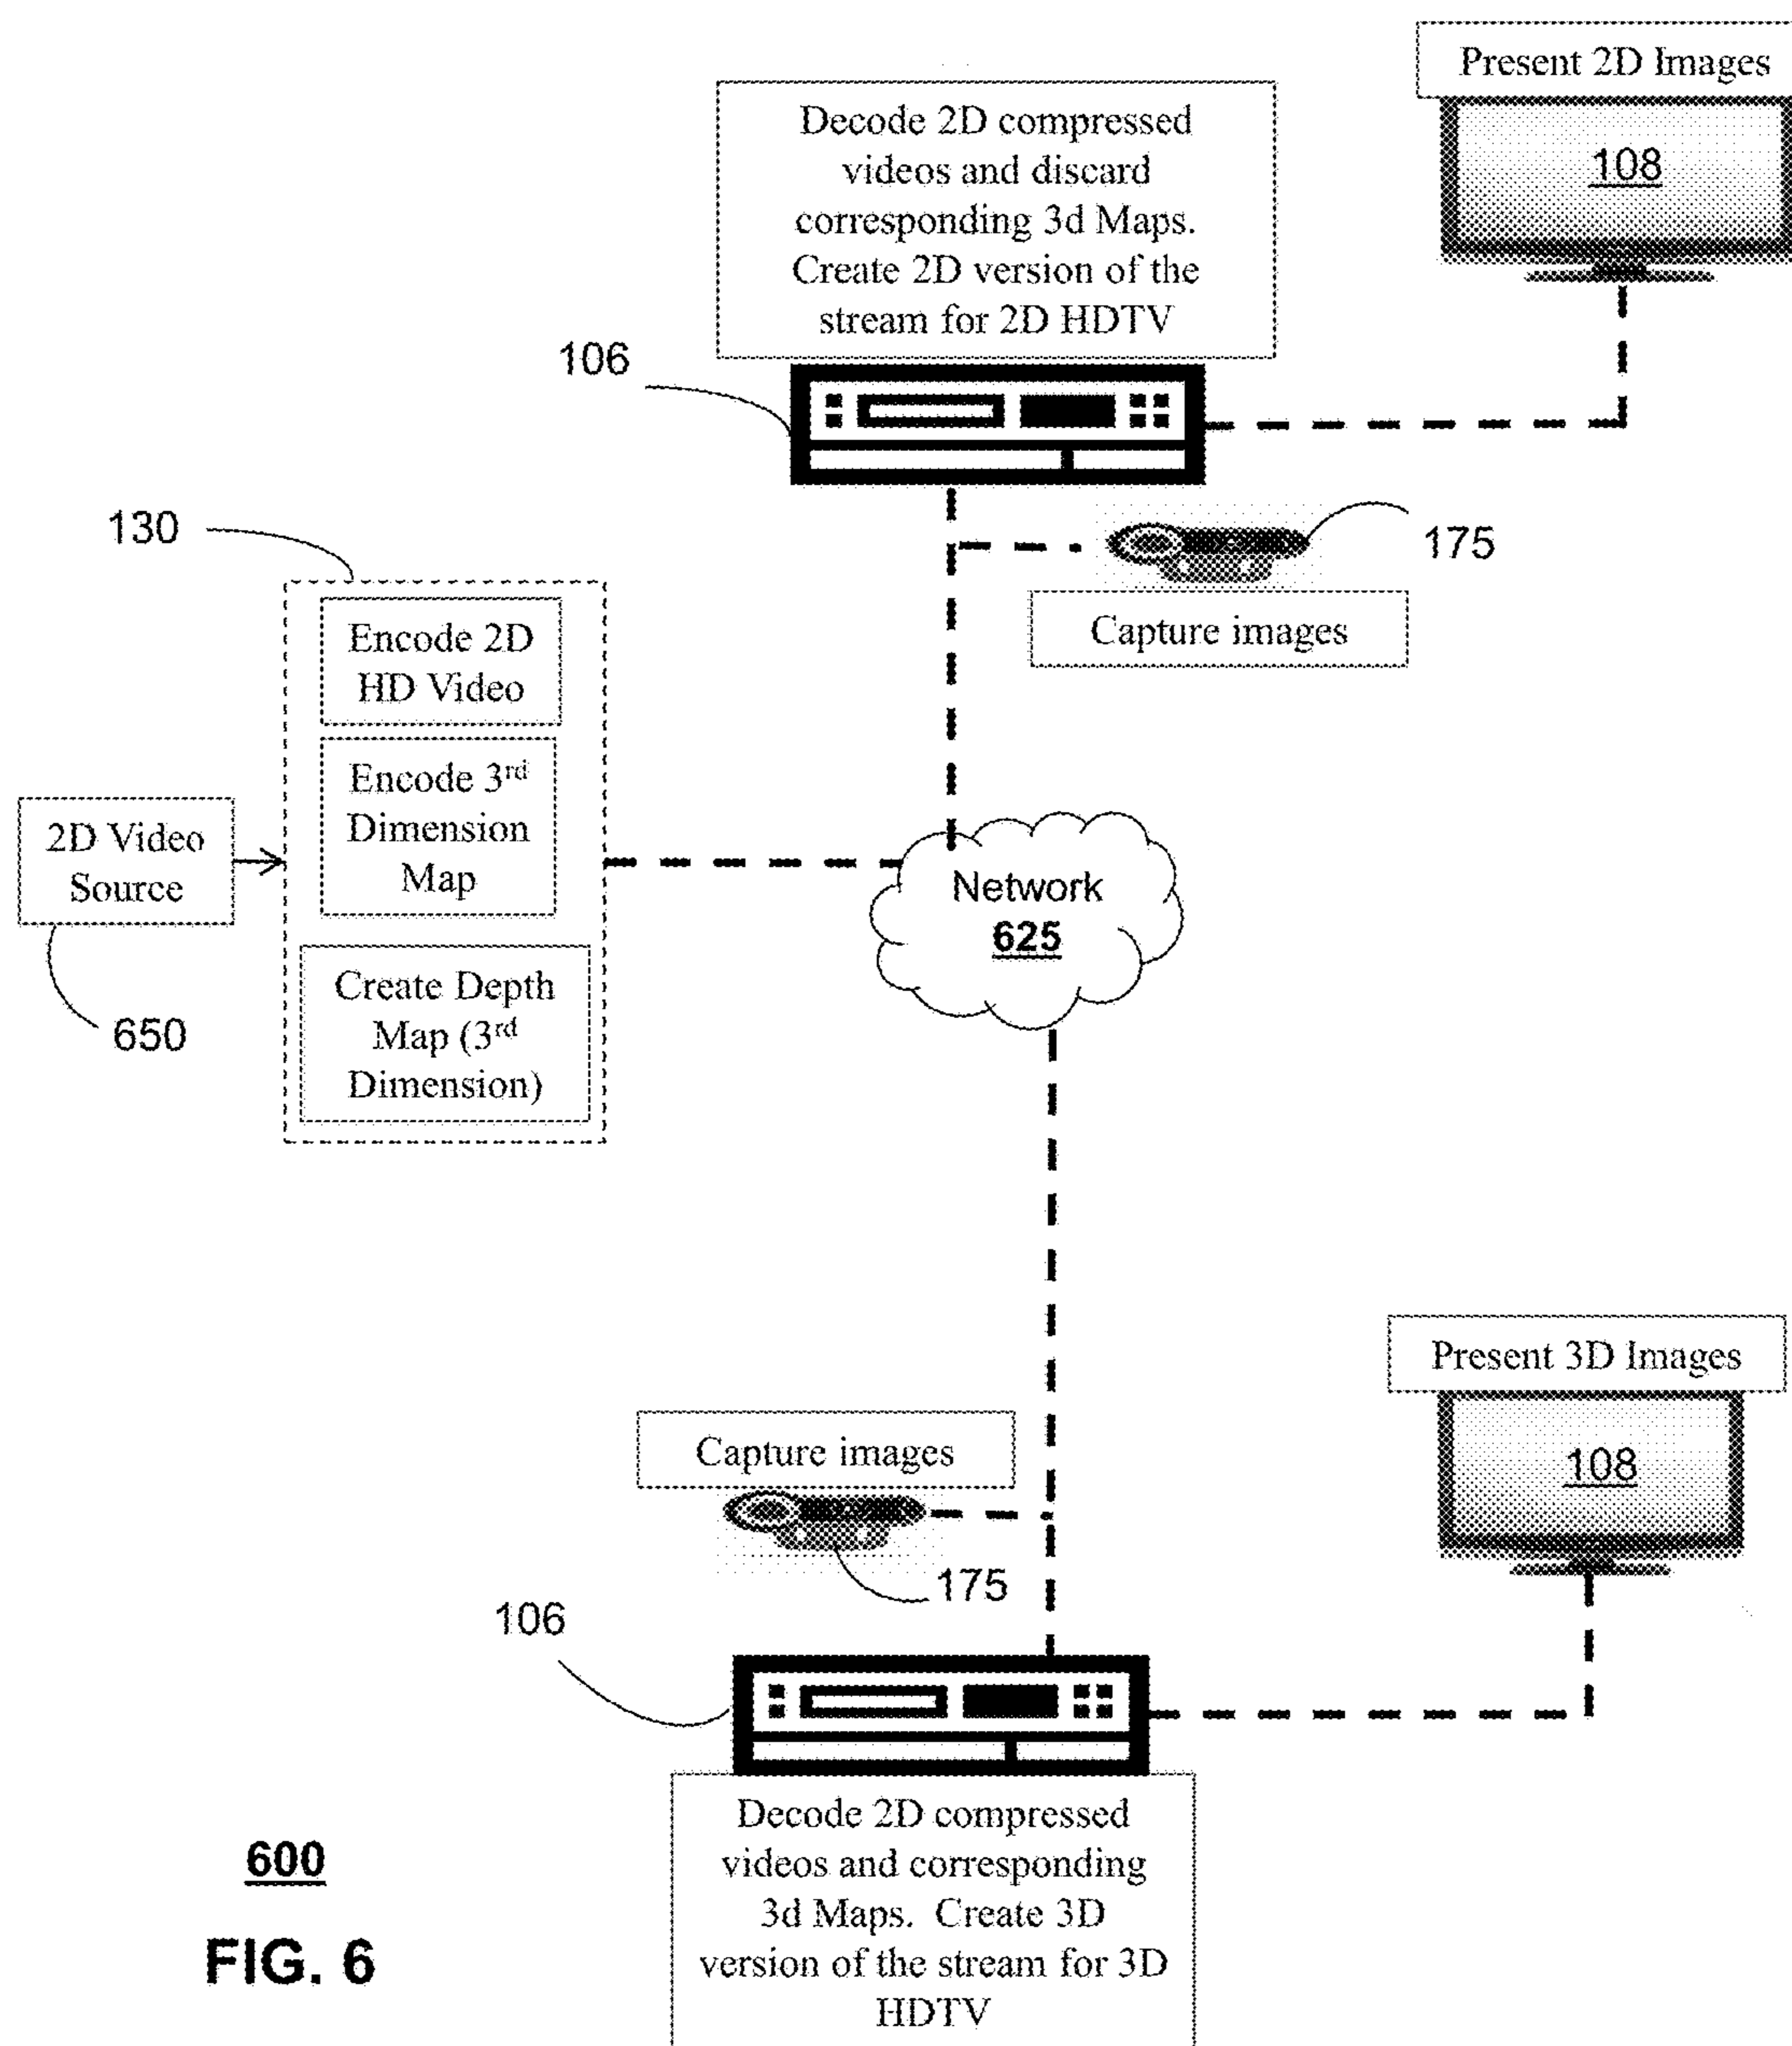 Present 2D Images
108
Decode 2D compressed
videos and discard
corresponding 3d Maps.
Create 2D version of the
stream for 2D HDTV
106
175
Capture images
130
Encode 2D
HD Video
Encode 3rd
Dimension
Map
Create Depth
Map (3rd
Dimension)
2D Video
Source
650
Network
625
Present 3D Images
108
Capture images
175
106
Decode 2D compressed
videos and corresponding
3d Maps. Create 3D
version of the stream for 3D
HDTV
600
FIG. 6